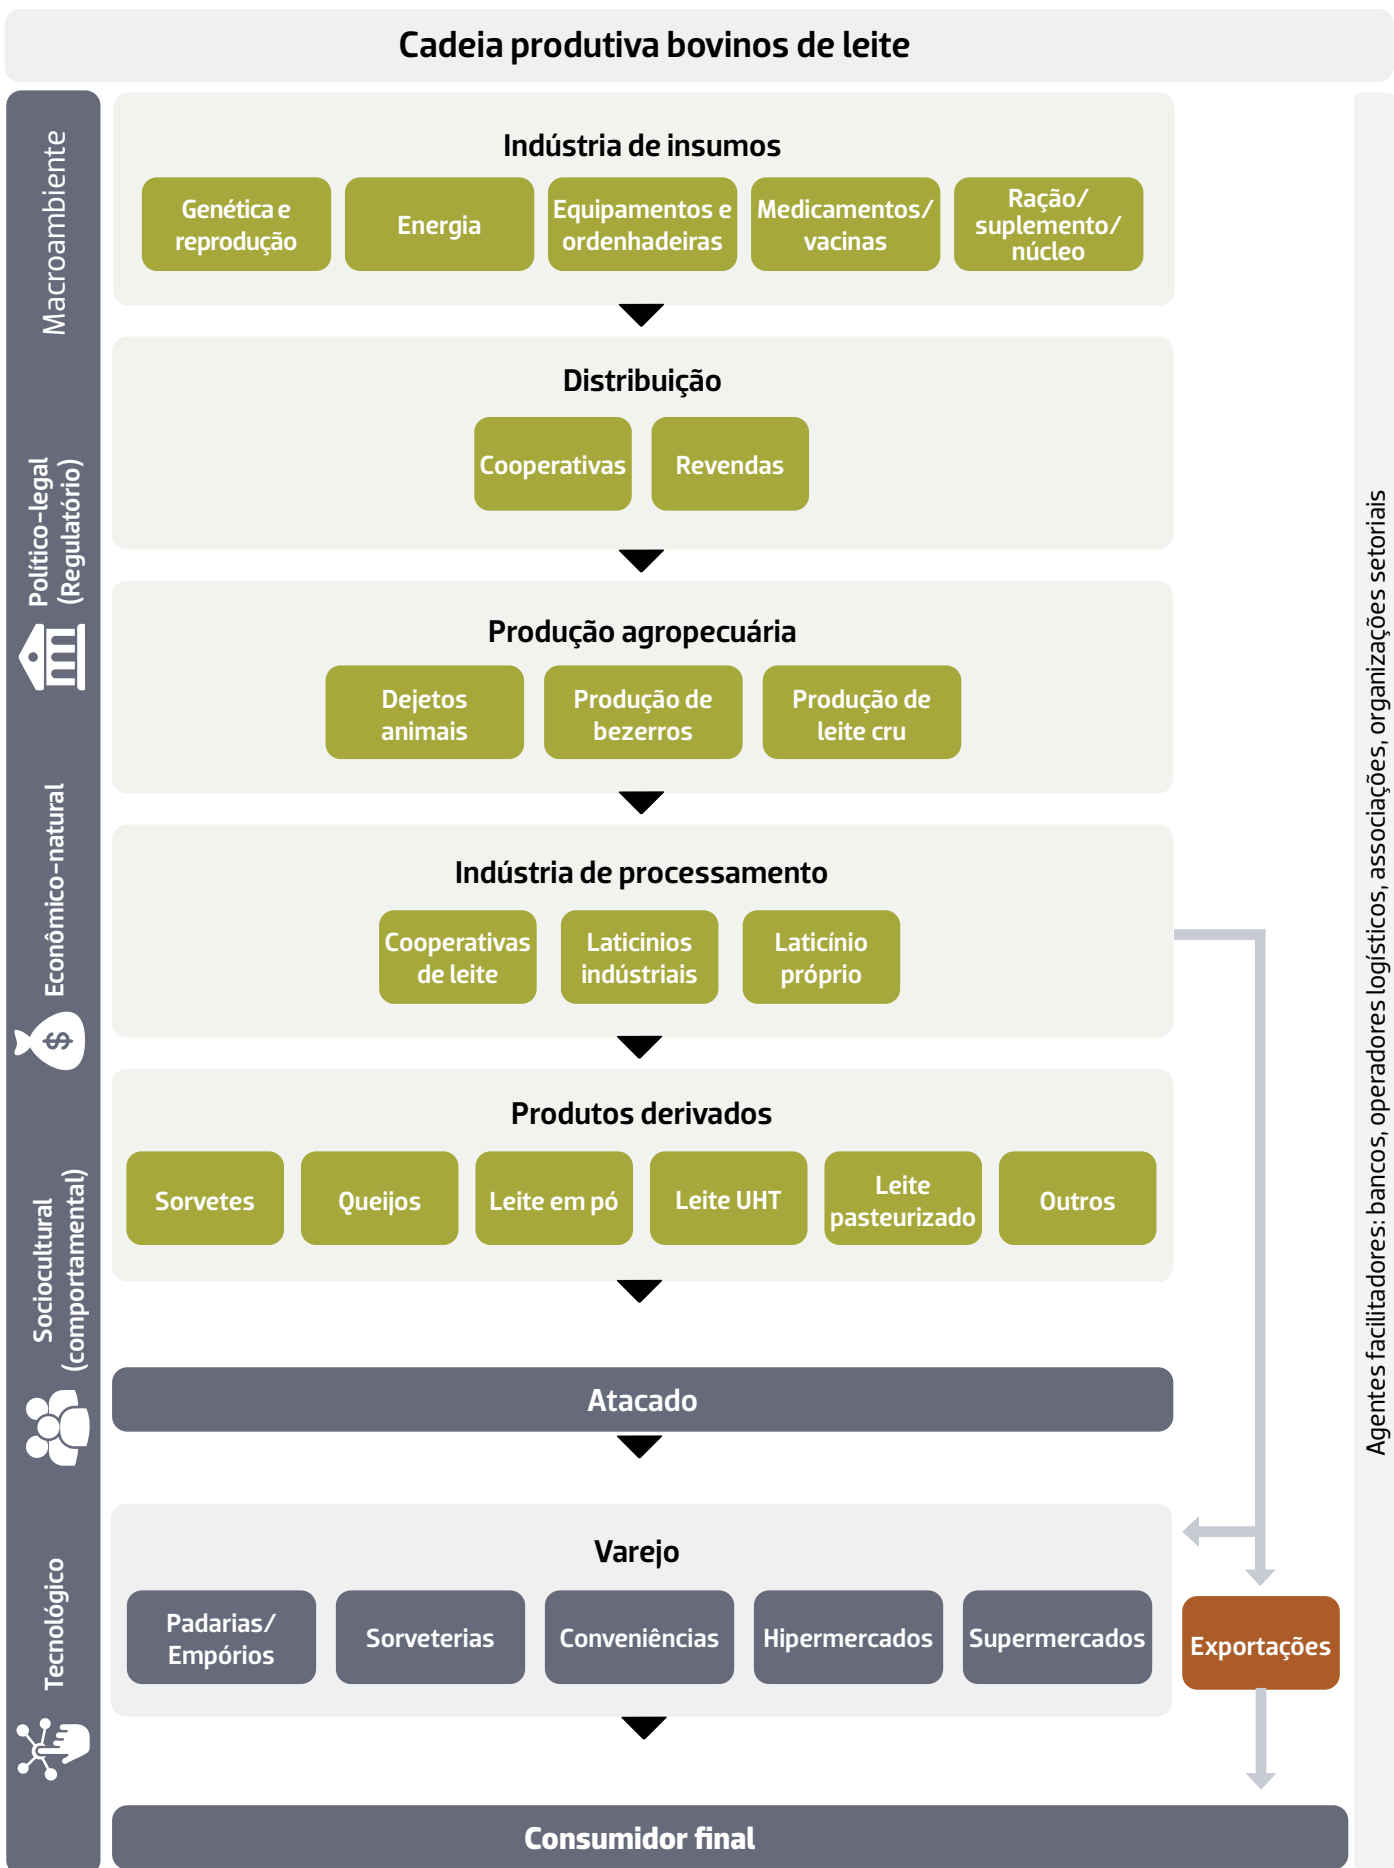 Cadeia produtiva bovinos de leite
Macroambiente
Político-legal
(Regulatório)
Econômico-natural
$
Sociocultural
(comportamental)
Tecnológico
Indústria de insumos
Genética e
reprodução
Energia
Equipamentos e
ordenhadeiras
Medicamentos/
vacinas
Ração/
suplemento/
núcleo
Distribuição
Cooperativas
Revendas
Produção agropecuária
Dejetos
animais
Produção de
bezerros
Produção de
leite cru
Indústria de processamento
Cooperativas
de leite
Laticinios
indústriais
Laticínio
próprio
Produtos derivados
Sorvetes
Queijos
Leite em pó
Leite UHT
Leite
pasteurizado
Outros
Atacado
Varejo
Padarias/
Empórios
Sorveterias
Conveniências
Hipermercados
Supermercados
Exportações
Consumidor final
Agentes facilitadores: bancos, operadores logísticos, associações, organizações setoriais